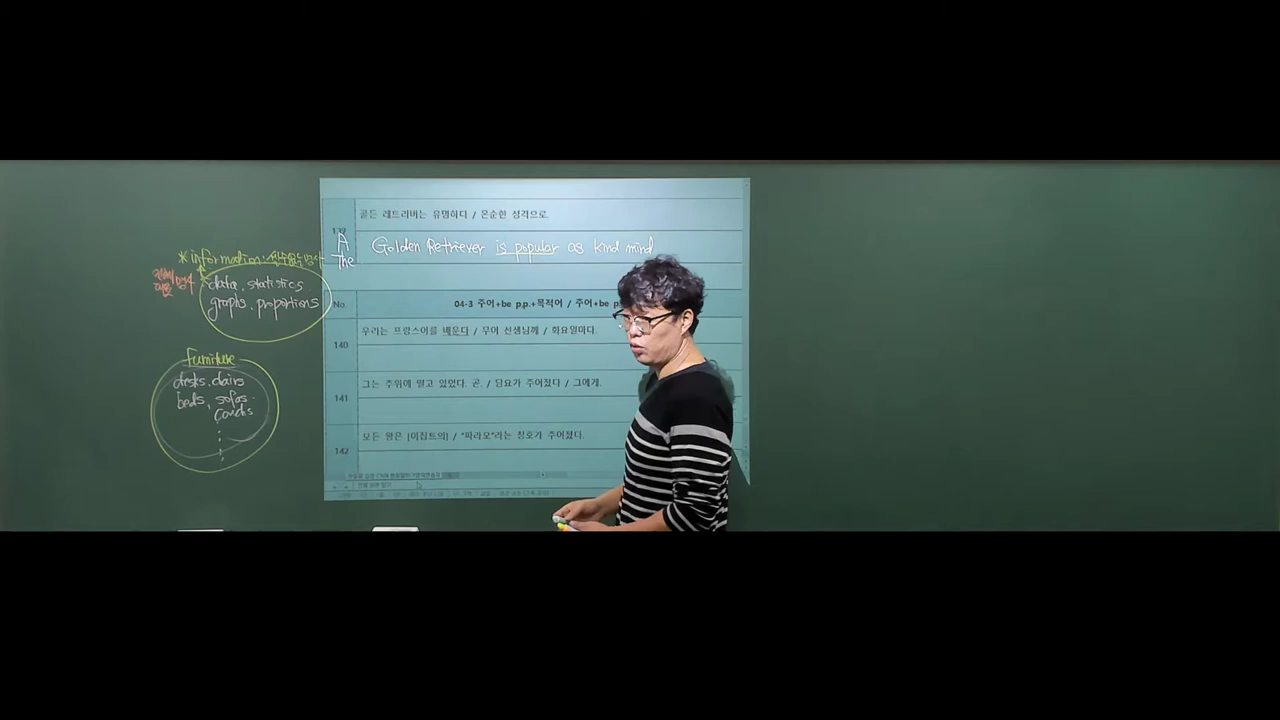 골든 레트리버는 유명하다 / 온순한 성격으로.
139
A
The
Golden Retriever is popular as kind mind
No.
04-3 주어+be p.p.+목적어 / 주어+be p
우리는 프랑스어를 배운다 / 무어 선생님께 / 화요일마다.
140
그는 추위에 떨고 있었다. 곧. / 담요가 주어졌다 / 그에게.
141
모든 왕은 [이집트의] / "파라오"라는 칭호가 주어졌다.
142
* information:
data, statistics
graphs, proportions
furniture
desks, chairs
beds, sofas